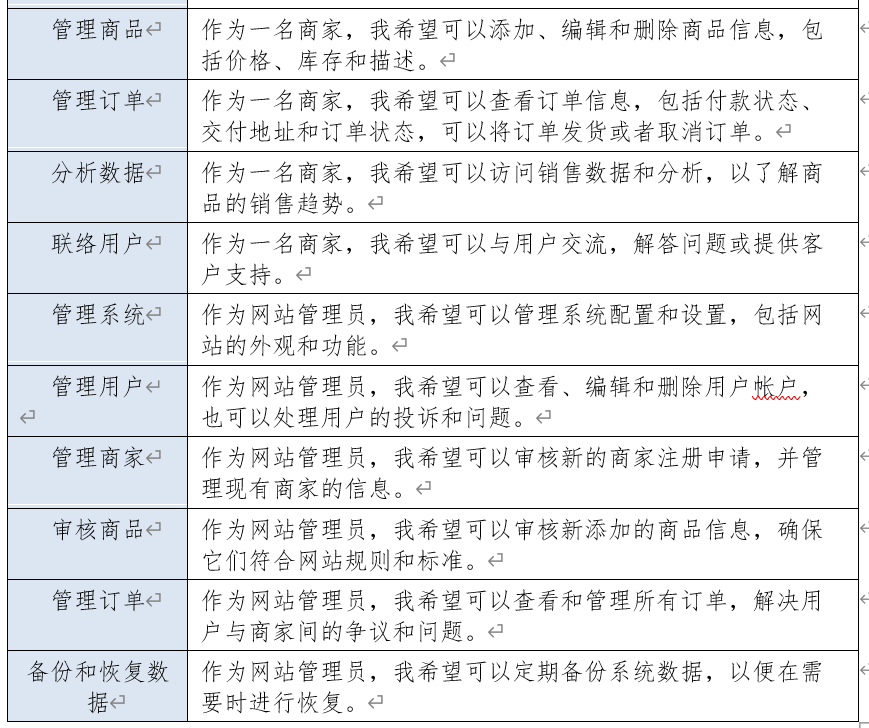 管理商品
作为一名商家，我希望可以添加、编辑和删除商品信息，包
括价格、库存和描述。
管理订单
作为一名商家，我希望可以查看订单信息，包括付款状态、
交付地址和订单状态，可以将订单发货或者取消订单。
分析数据
作为一名商家，我希望可以访问销售数据和分析，以了解商
品的销售趋势。
联络用户
作为一名商家，我希望可以与用户交流，解答问题或提供客
户支持。
管理系统
作为网站管理员，我希望可以管理系统配置和设置，包括网
站的外观和功能。
管理用户
作为网站管理员，我希望可以查看、编辑和删除用户帐户，
也可以处理用户的投诉和问题。
管理商家
作为网站管理员，我希望可以审核新的商家注册申请，并管
理现有商家的信息。
审核商品
作为网站管理员，我希望可以审核新添加的商品信息，确保
它们符合网站规则和标准。
管理订单
作为网站管理员，我希望可以查看和管理所有订单，解决用
户与商家间的争议和问题。
备份和恢复数
据
作为网站管理员，我希望可以定期备份系统数据，以便在需
要时进行恢复。